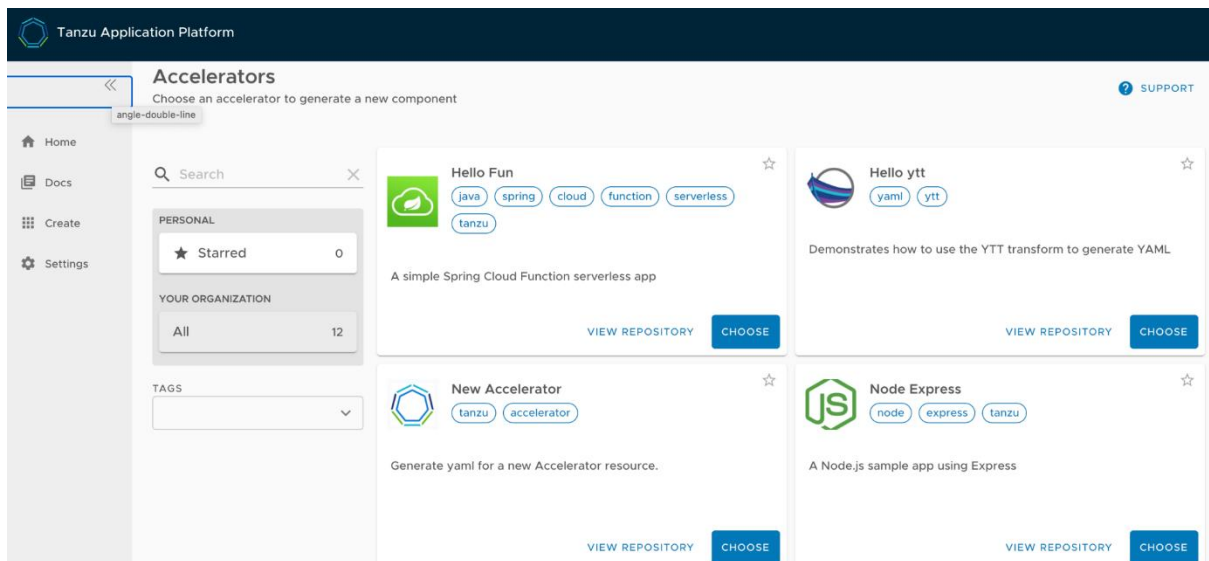 Tanzu Application Platform
Accelerators
Choose an accelerator to generate a new component
SUPPORT
angle-double-line
Home
Docs
Create
Settings
Search
PERSONAL
Starred 0
YOUR ORGANIZATION
All 12
TAGS
Hello Fun
java spring cloud function serverless
tanzu
A simple Spring Cloud Function serverless app
VIEW REPOSITORY CHOOSE
Hello ytt
yaml ytt
Demonstrates how to use the YTT transform to generate YAML
VIEW REPOSITORY CHOOSE
New Accelerator
tanzu accelerator
Generate yaml for a new Accelerator resource.
VIEW REPOSITORY CHOOSE
JS
Node Express
node express tanzu
A Node.js sample app using Express
VIEW REPOSITORY CHOOSE